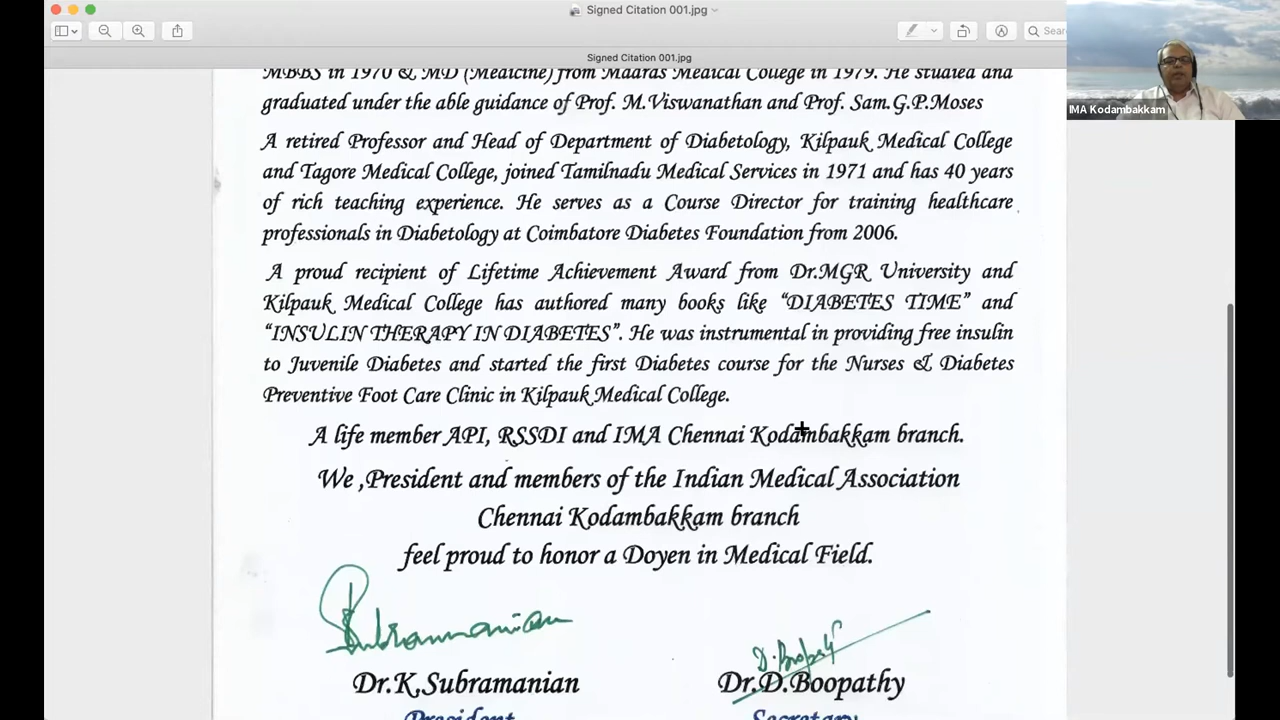 Signed Citation 001.jpg
Sear
Signed Citation 001.jpg
IMA Kodambakkam
MBBS in 1970 & MD (Medicine) from Madras Medical College in 1979. He studied and
graduated under the able guidance of Prof. M.Viswanathan and Prof. Sam.G.P.Moses
A retired Professor and Head of Department of Diabetology, Kilpauk Medical College
and Tagore Medical College, joined Tamilnadu Medical Services in 1971 and has 40 years
of rich teaching experience. He serves as a Course Director for training healthcare
professionals in Diabetology at Coimbatore Diabetes Foundation from 2006.
A proud recipient of Lifetime Achievement Award from Dr.MGR University and
Kilpauk Medical College has authored many books like “DIABETES TIME” and
“INSULIN THERAPY IN DIABETES”. He was instrumental in providing free insulin
to Juvenile Diabetes and started the first Diabetes course for the Nurses & Diabetes
Preventive Foot Care Clinic in Kilpauk Medical College.
A life member API, RSSDI and IMA Chennai Kodambakkam branch.
We ,President and members of the Indian Medical Association
Chennai Kodambakkam branch
feel proud to honor a Doyen in Medical Field.
Subramanian
D.Boopathy
Dr.K.Subramanian
Dr.D.Boopathy
President
Secretary